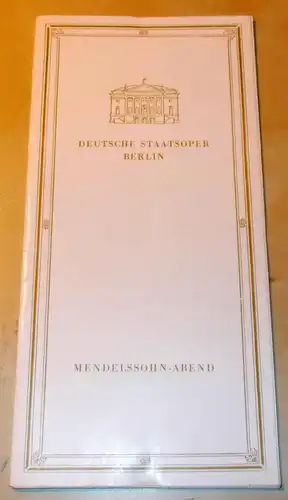 DEUTSCHE STAATSOPER
BERLIN
MENDELSSOHN-ABEND